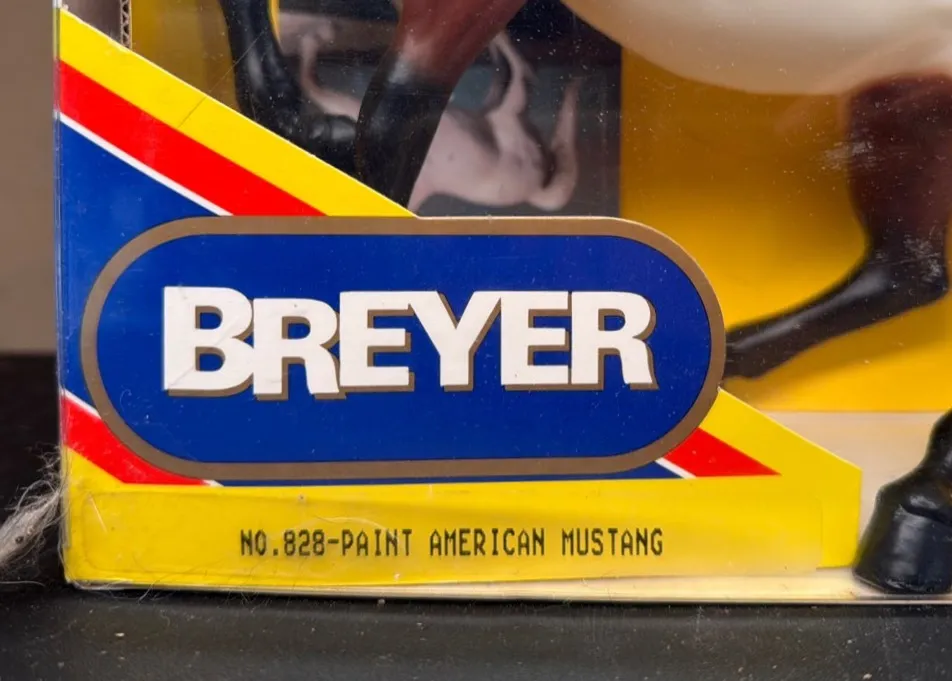 BREYER
NO.828-PAINT AMERICAN MUSTANG